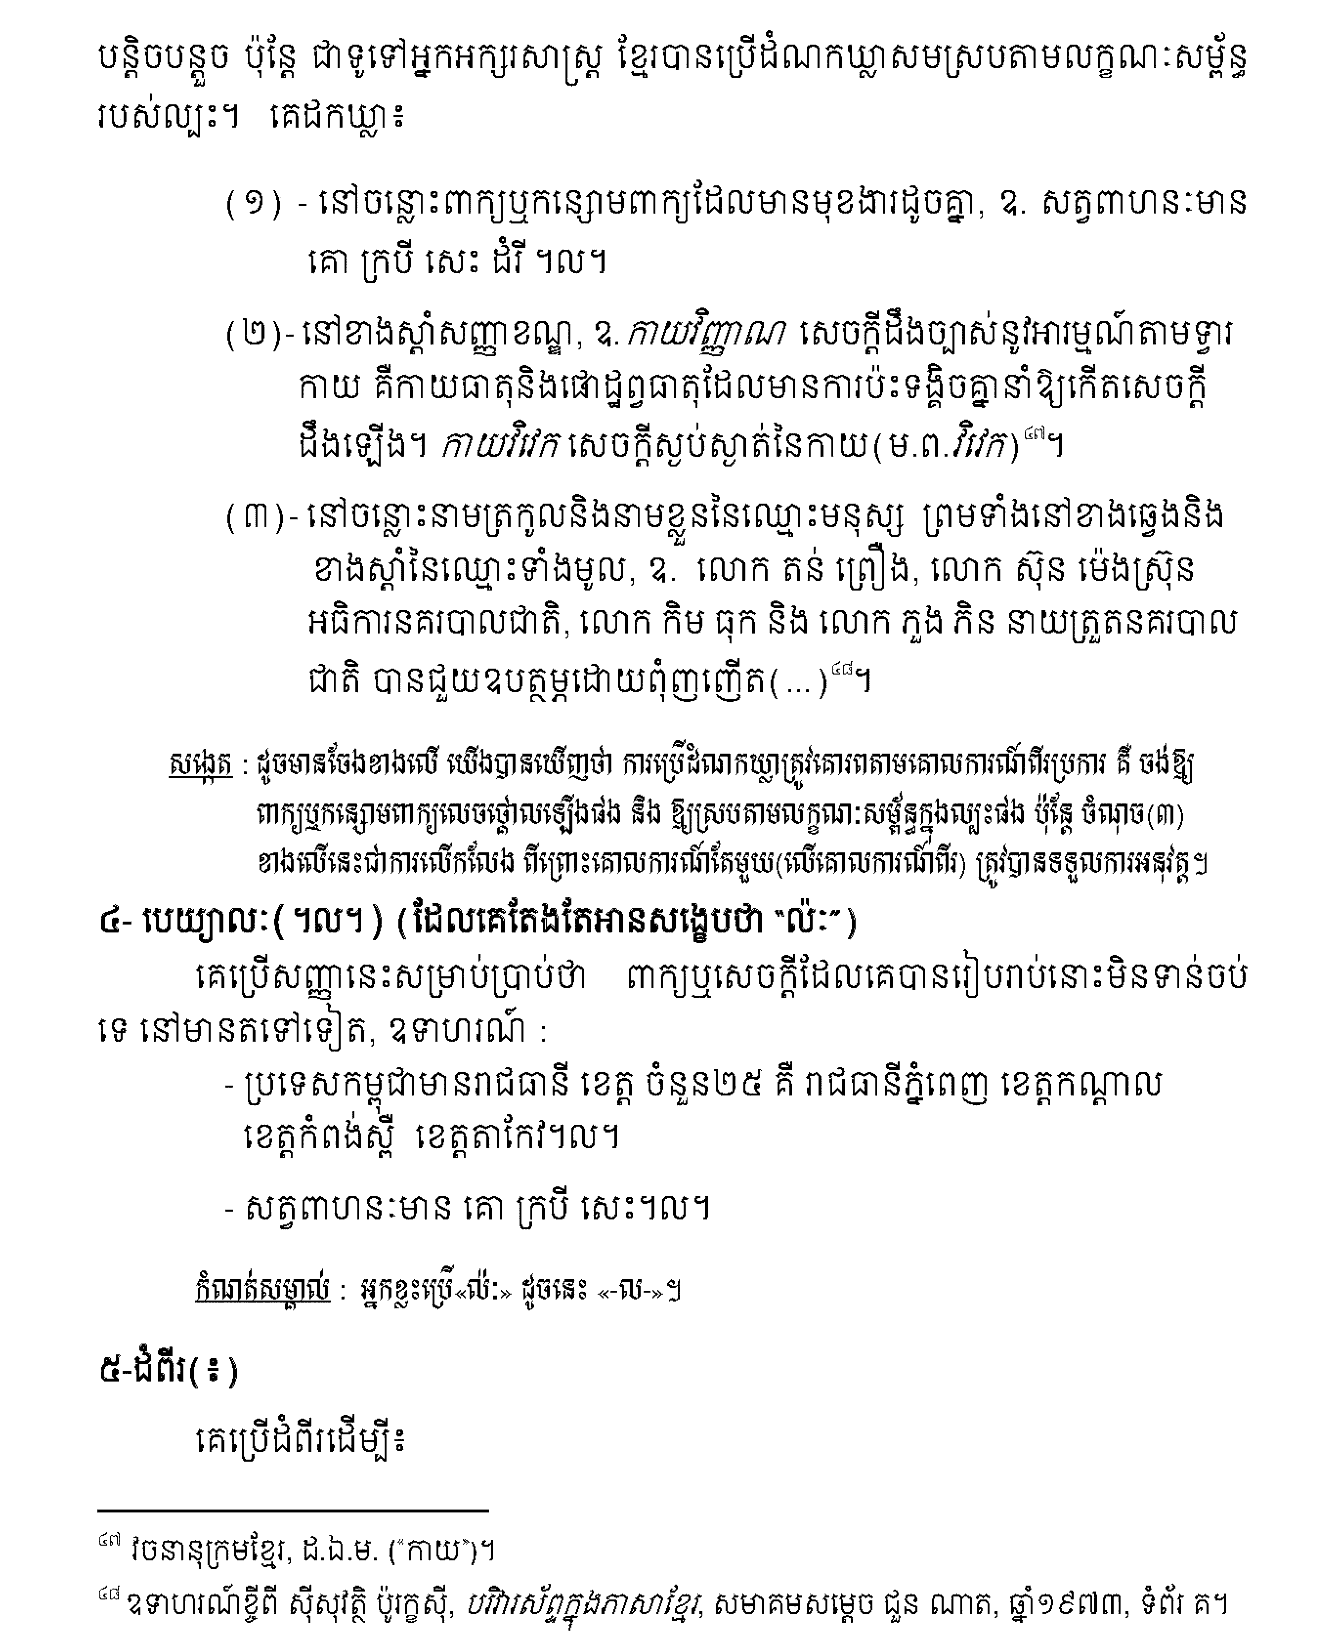 បន្តិចបន្តួច ប៉ុន្តែ ជាទូទៅអ្នកអក្សរសាស្ត្រ ខ្មែរបានប្រើដំណកឃ្លាសមស្របតាមលក្ខណៈសម្ព័ន្ធ
របស់ល្បះ។ គេដកឃ្លា៖
(១) - នៅចន្លោះពាក្យឬកន្សោមពាក្យដែលមានមុខងារដូចគ្នា, ឧ. សត្វពាហនៈមាន
គោ ក្របី សេះ ដំរី ។ល។
(២)- នៅខាងស្ដាំសញ្ញាខណ្ឌ, ឧ. កាយវិញ្ញាណ សេចក្ដីដឹងច្បាស់នូវអារម្មណ៍តាមទ្វារ
កាយ គឺកាយធាតុនិងផោដ្ឋព្វធាតុដែលមានការប៉ះទង្គិចគ្នានាំឱ្យកើតសេចក្ដី
ដឹងឡើង។ កាយវិវេក សេចក្ដីស្ងប់ស្ងាត់នៃកាយ(ម.ព.វិវេក)៤៧។
(៣)- នៅចន្លោះនាមត្រកូលនិងនាមខ្លួននៃឈ្មោះមនុស្ស ព្រមទាំងនៅខាងឆ្វេងនិង
ខាងស្ដាំនៃឈ្មោះទាំងមូល, ឧ. លោក តន់ ព្រឿង, លោក ស៊ុន ម៉េងស្រ៊ុន
អធិការនគរបាលជាតិ, លោក កិម ធុក និង លោក ភួង ភិន នាយត្រួតនគរបាល
ជាតិ បានជួយឧបត្ថម្ភដោយពុំញញើត(...)៤៨។
សង្កេត : ដូចមានចែងខាងលើ យើងបានឃើញថា ការប្រើដំណកឃ្លាត្រូវគោរពតាមគោលការណ៍ពីរប្រការ គឺ ចង់ឱ្យ
ពាក្យឬកន្សោមពាក្យលេចធ្លោឡើងផង និង ឱ្យស្របតាមលក្ខណៈសម្ព័ន្ធក្នុងល្បះផង ប៉ុន្តែ ចំណុច(៣)
ខាងលើនេះជាការលើកលែង ពីព្រោះគោលការណ៍តែមួយ(លើគោលការណ៍ពីរ) ត្រូវបានទទួលការអនុវត្ត។
៤- បេយ្យាលៈ(។ល។) (ដែលគេតែងតែអានសង្ខេបថា “ល៉ៈ”)
គេប្រើសញ្ញានេះសម្រាប់ប្រាប់ថា ពាក្យឬសេចក្ដីដែលគេបានរៀបរាប់នោះមិនទាន់ចប់
ទេ នៅមានតទៅទៀត, ឧទាហរណ៍ :
- ប្រទេសកម្ពុជាមានរាជធានី ខេត្ត ចំនួន២៥ គឺ រាជធានីភ្នំពេញ ខេត្តកណ្ដាល
ខេត្តកំពង់ស្ពឺ ខេត្តតាកែវ។ល។
- សត្វពាហនៈមាន គោ ក្របី សេះ។ល។
កំណត់សម្គាល់ : អ្នកខ្លះប្រើ«ល៉ៈ» ដូចនេះ «-ល-»។
៥-ដំពីរ(៖)
គេប្រើដំពីរដើម្បី៖
៤៧ វចនានុក្រមខ្មែរ, ដ.ឯ.ម. (“កាយ”)។
៤៨ ឧទាហរណ៍ខ្ចីពី ស៊ីសុវត្ថិ ប៉ូរក្ខស៊ី, បរិវារស័ព្ទក្នុងភាសាខ្មែរ, សមាគមសម្ដេច ជួន ណាត, ឆ្នាំ១៩៧៣, ទំព័រ គ។